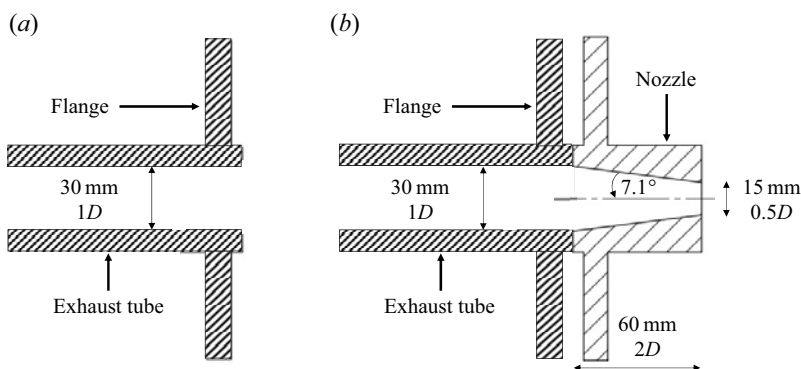 (a)
Flange
30 mm
1D
Exhaust tube
(b)
Flange
Nozzle
30 mm
1D
7.1°
15 mm
0.5D
Exhaust tube
60 mm
2D